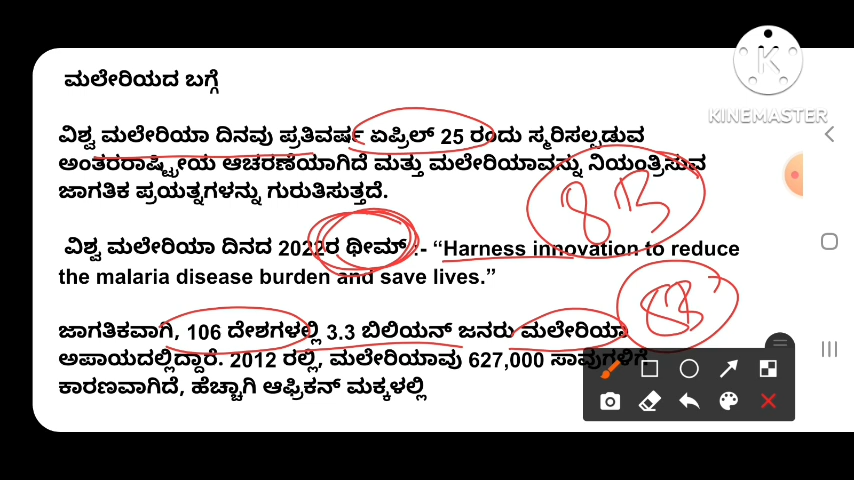 ಮಲೇರಿಯದ ಬಗ್ಗೆ
KINEMASTER
ವಿಶ್ವ ಮಲೇರಿಯಾ ದಿನವು ಪ್ರತಿವರ್ಷ ಏಪ್ರಿಲ್ 25 ರಂದು ಸ್ಮರಿಸಲ್ಪಡುವ
ಅಂತರರಾಷ್ಟ್ರೀಯ ಆಚರಣೆಯಾಗಿದೆ ಮತ್ತು ಮಲೇರಿಯಾವನ್ನು ನಿಯಂತ್ರಿಸುವ
ಜಾಗತಿಕ ಪ್ರಯತ್ನಗಳನ್ನು ಗುರುತಿಸುತ್ತದೆ.
ವಿಶ್ವ ಮಲೇರಿಯಾ ದಿನದ 2022ರ ಥೀಮ್ :- “Harness innovation to reduce
the malaria disease burden and save lives.”
ಜಾಗತಿಕವಾಗಿ, 106 ದೇಶಗಳಲ್ಲಿ 3.3 ಬಿಲಿಯನ್ ಜನರು ಮಲೇರಿಯಾ
ಅಪಾಯದಲ್ಲಿದ್ದಾರೆ. 2012 ರಲ್ಲಿ, ಮಲೇರಿಯಾವು 627,000 ಸಾವುಗಳಿಗೆ
ಕಾರಣವಾಗಿದೆ, ಹೆಚ್ಚಾಗಿ ಆಫ್ರಿಕನ್ ಮಕ್ಕಳಲ್ಲಿ